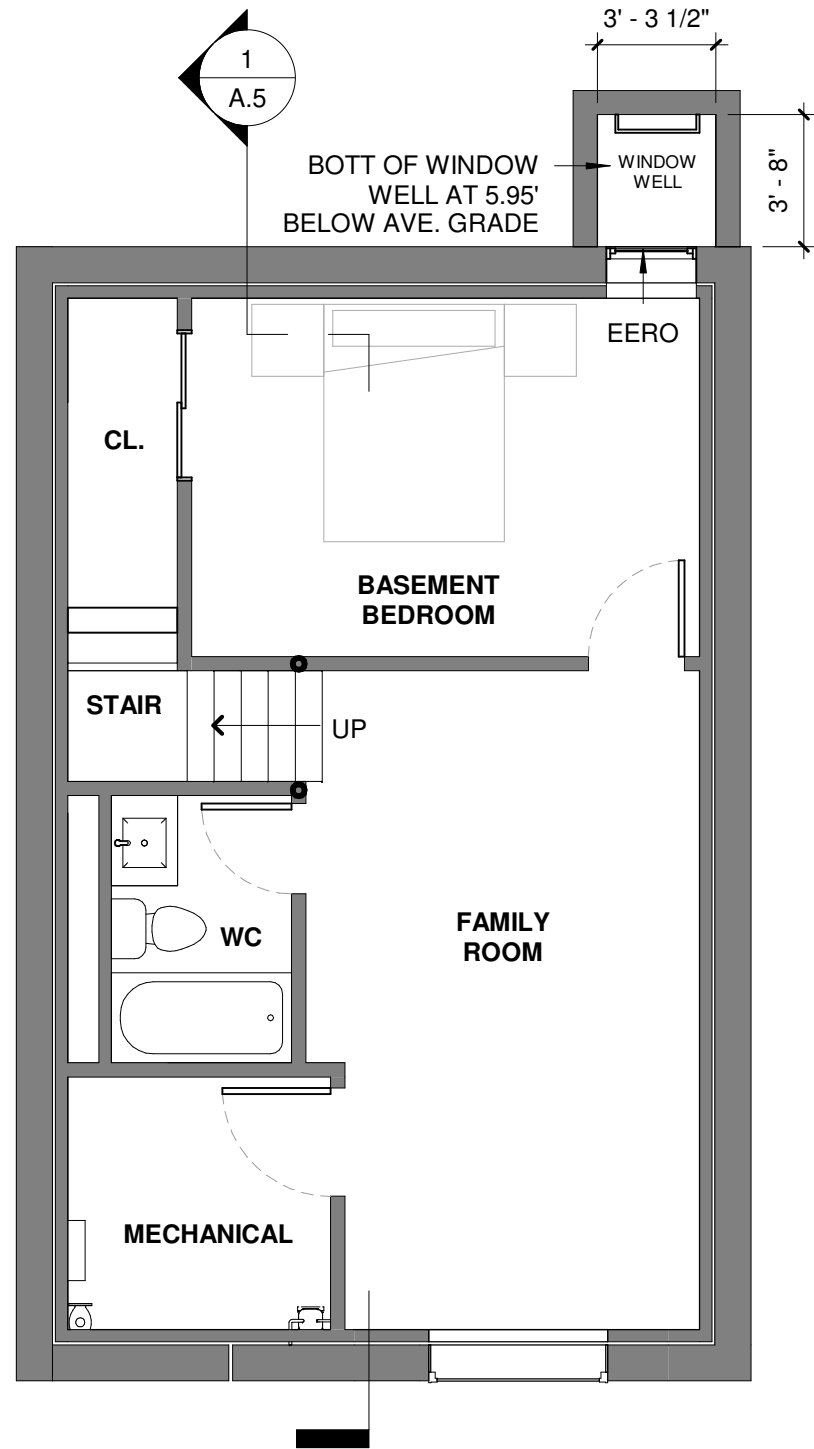 3' - 3 1/2"
1
A.5
BOTT OF WINDOW
WELL AT 5.95'
BELOW AVE. GRADE
WINDOW
WELL
3' - 8"
EERO
CL.
BASEMENT
BEDROOM
STAIR
UP
WC
FAMILY
ROOM
MECHANICAL